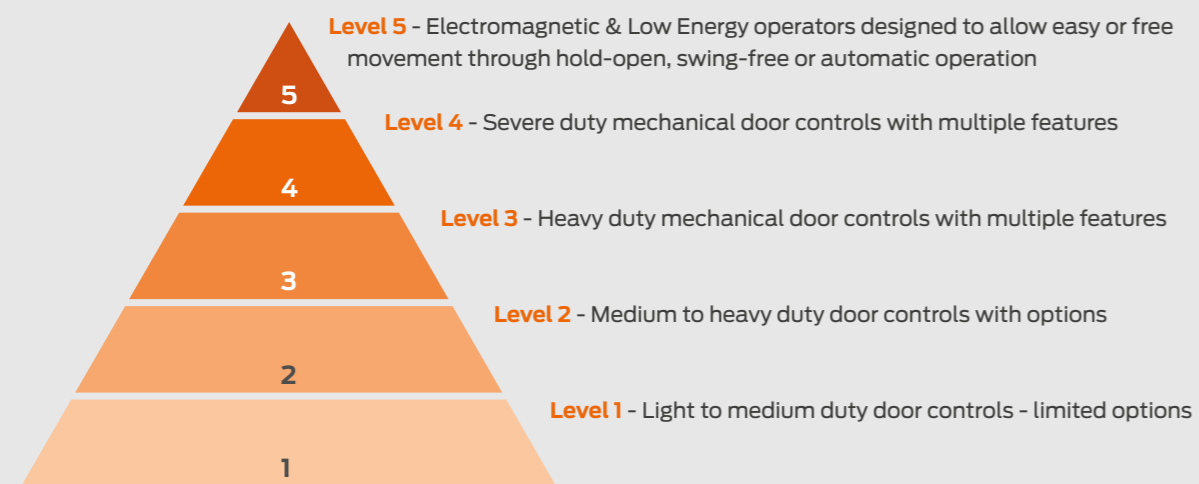 Level 5 - Electromagnetic & Low Energy operators designed to allow easy or free
movement through hold-open, swing-free or automatic operation
5
Level 4 - Severe duty mechanical door controls with multiple features
4
Level 3 - Heavy duty mechanical door controls with multiple features
3
Level 2 - Medium to heavy duty door controls with options
2
Level 1 - Light to medium duty door controls - limited options
1